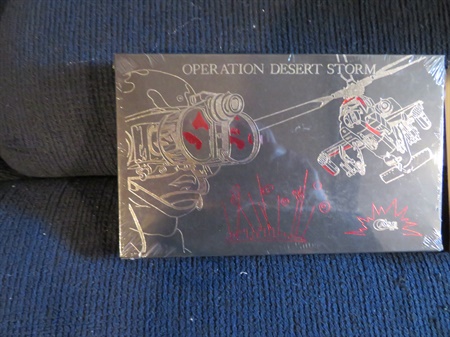 OPERATION DESERT STORM